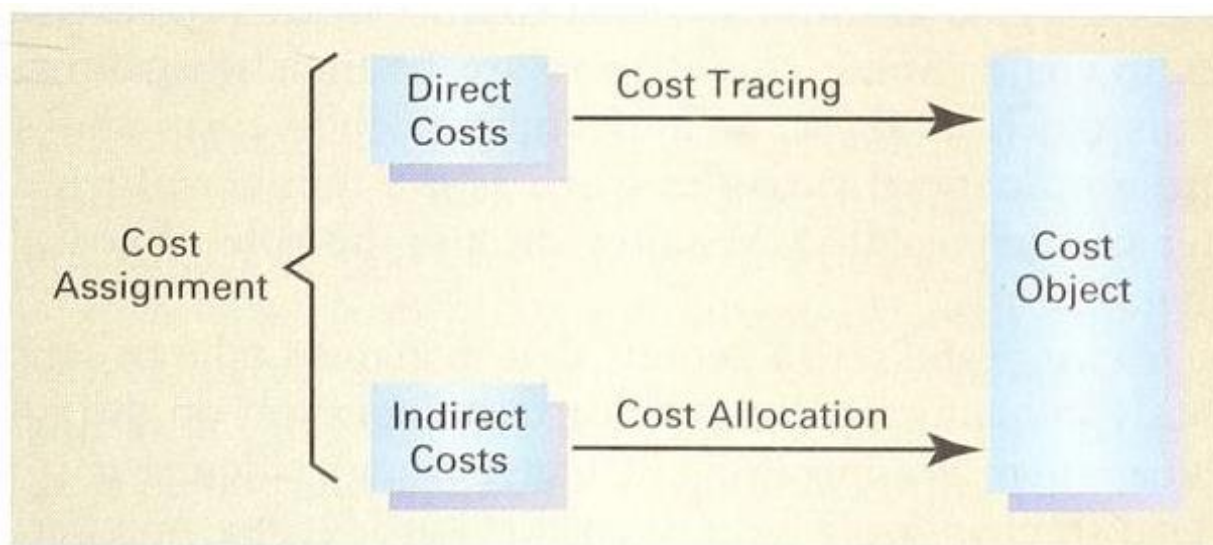 Direct
Costs
Cost Tracing
Cost
Assignment
Cost
Object
Indirect
Costs
Cost Allocation